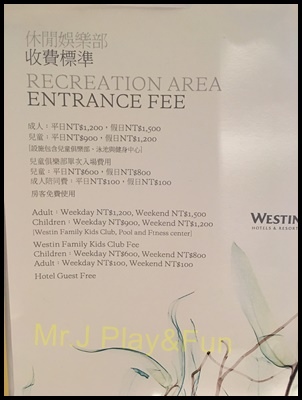 休閒娛樂部
收費標準
RECREATION AREA
ENTRANCE FEE
成人：平日NT$1,200，假日NT$1,500
兒童：平日NT$900，假日NT$1,200
(設施包含兒童俱樂部、泳池與健身中心)
兒童俱樂部單次入場費用
兒童：平日NT$600，假日NT$800
成人陪同費：平日NT$100，假日NT$100
房客免費使用
Adult：Weekday NT$1,200, Weekend NT$1,500
Children：Weekday NT$900, Weekend NT$1,200
(Westin Family Kids Club, Pool and Fitness center)
Westin Family Kids Club Fee
Children：Weekday NT$600, Weekend NT$800
Adult：Weekday NT$100, Weekend NT$100
Hotel Guest Free
WESTIN
HOTELS & RESORT
Mr.J Play&Fun